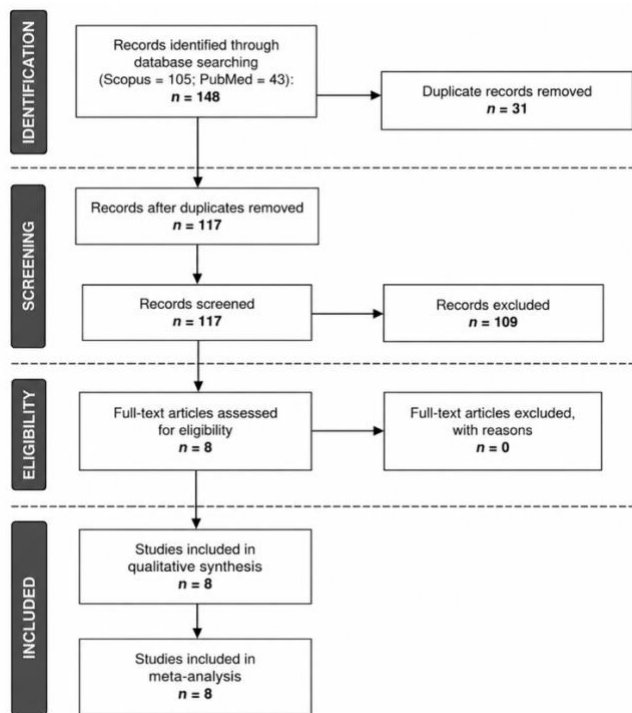 IDENTIFICATION
Records identified through
database searching
(Scopus = 105; PubMed = 43):
n = 148
Duplicate records removed
n = 31
SCREENING
Records after duplicates removed
n = 117
Records screened
n = 117
Records excluded
n = 109
ELIGIBILITY
Full-text articles assessed
for eligibility
n = 8
Full-text articles excluded,
with reasons
n = 0
INCLUDED
Studies included in
qualitative synthesis
n = 8
Studies included in
meta-analysis
n = 8